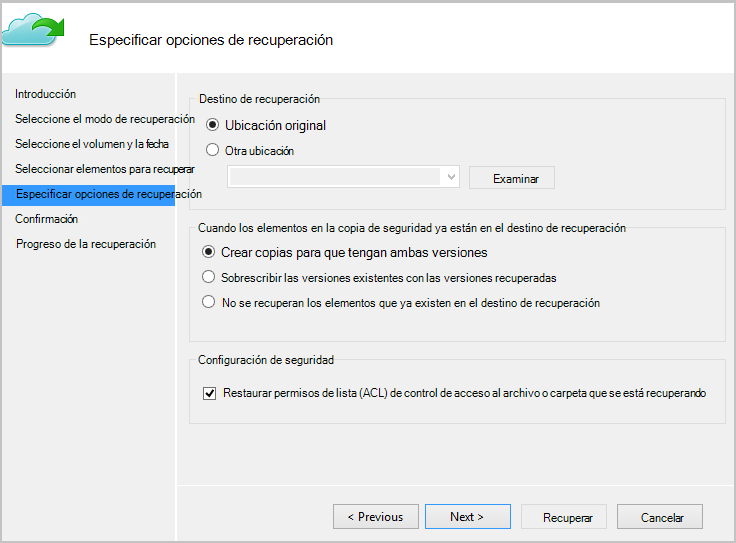 Especificar opciones de recuperación
Introducción
Seleccione el modo de recuperación
Seleccione el volumen y la fecha
Seleccionar elementos para recuperar
Especificar opciones de recuperación
Confirmación
Progreso de la recuperación
Destino de recuperación
Ubicación original
Otra ubicación
Examinar
Cuando los elementos en la copia de seguridad ya están en el destino de recuperación
Crear copias para que tengan ambas versiones
Sobrescribir las versiones existentes con las versiones recuperadas
No se recuperan los elementos que ya existen en el destino de recuperación
Configuración de seguridad
Restaurar permisos de lista (ACL) de control de acceso al archivo o carpeta que se está recuperando
< Previous
Next >
Recuperar
Cancelar